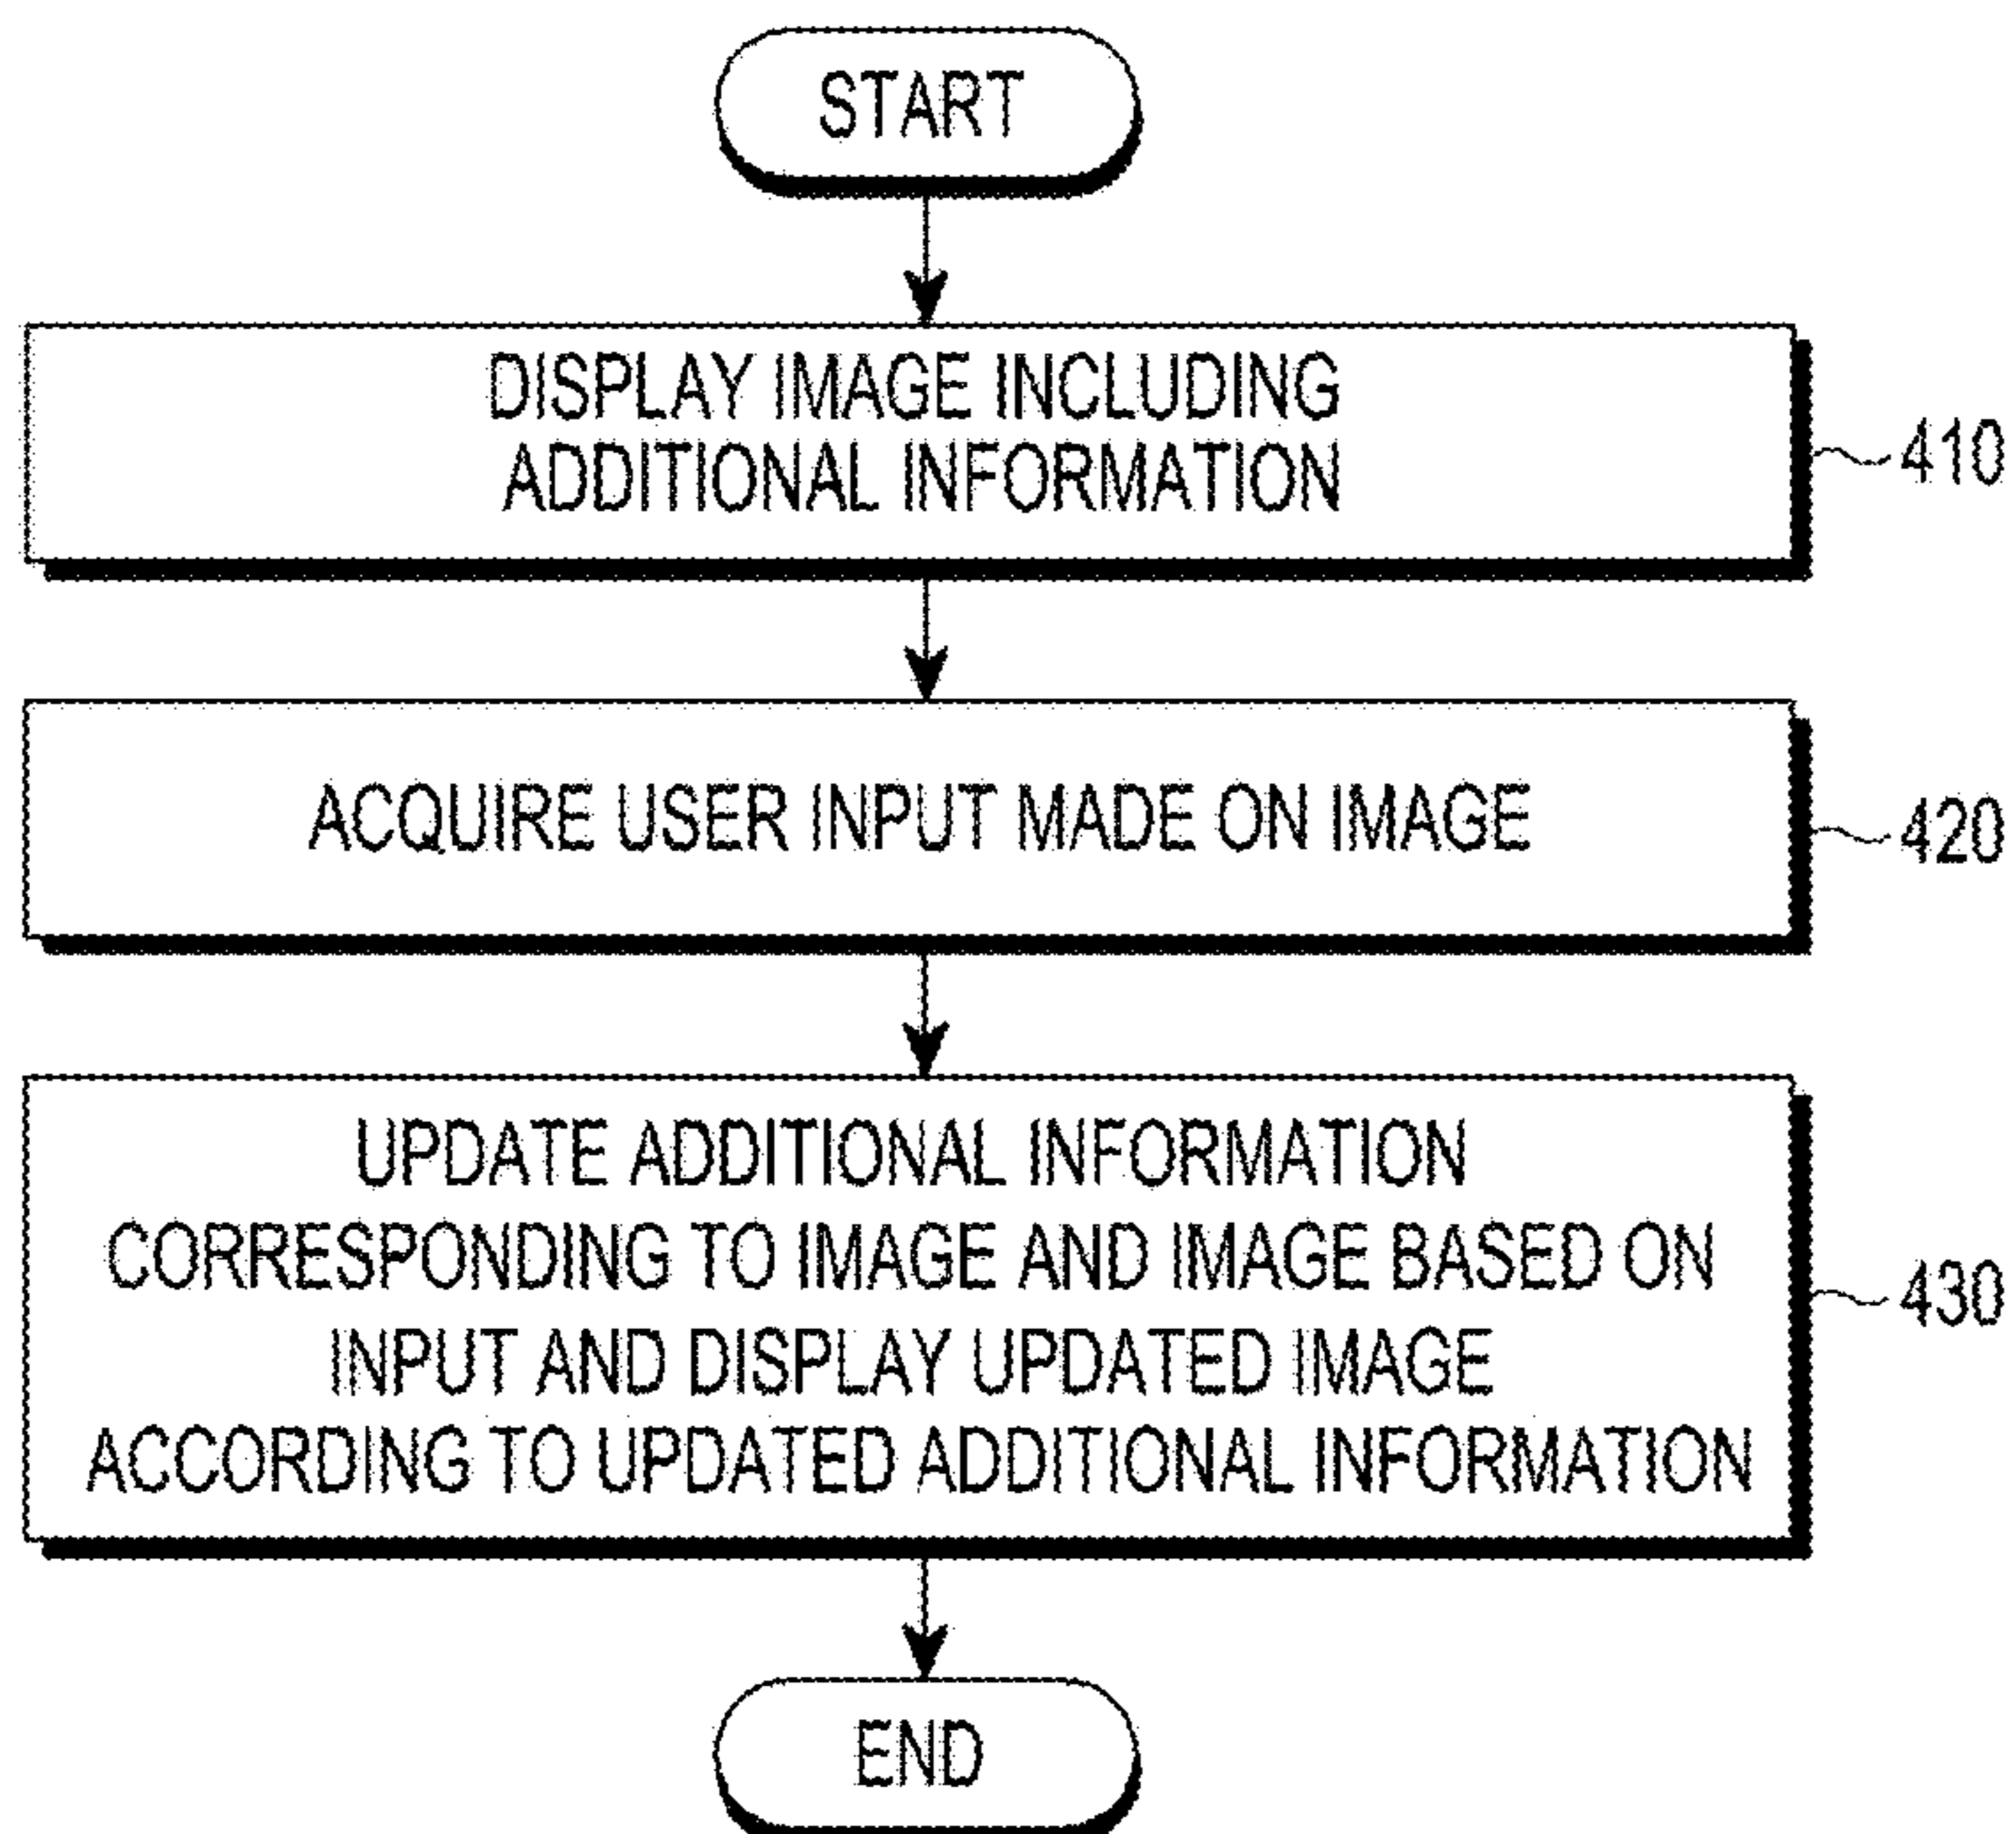 START
DISPLAY IMAGE INCLUDING
ADDITIONAL INFORMATION
410
ACQUIRE USER INPUT MADE ON IMAGE
420
UPDATE ADDITIONAL INFORMATION
CORRESPONDING TO IMAGE AND IMAGE BASED ON
INPUT AND DISPLAY UPDATED IMAGE
ACCORDING TO UPDATED ADDITIONAL INFORMATION
430
END